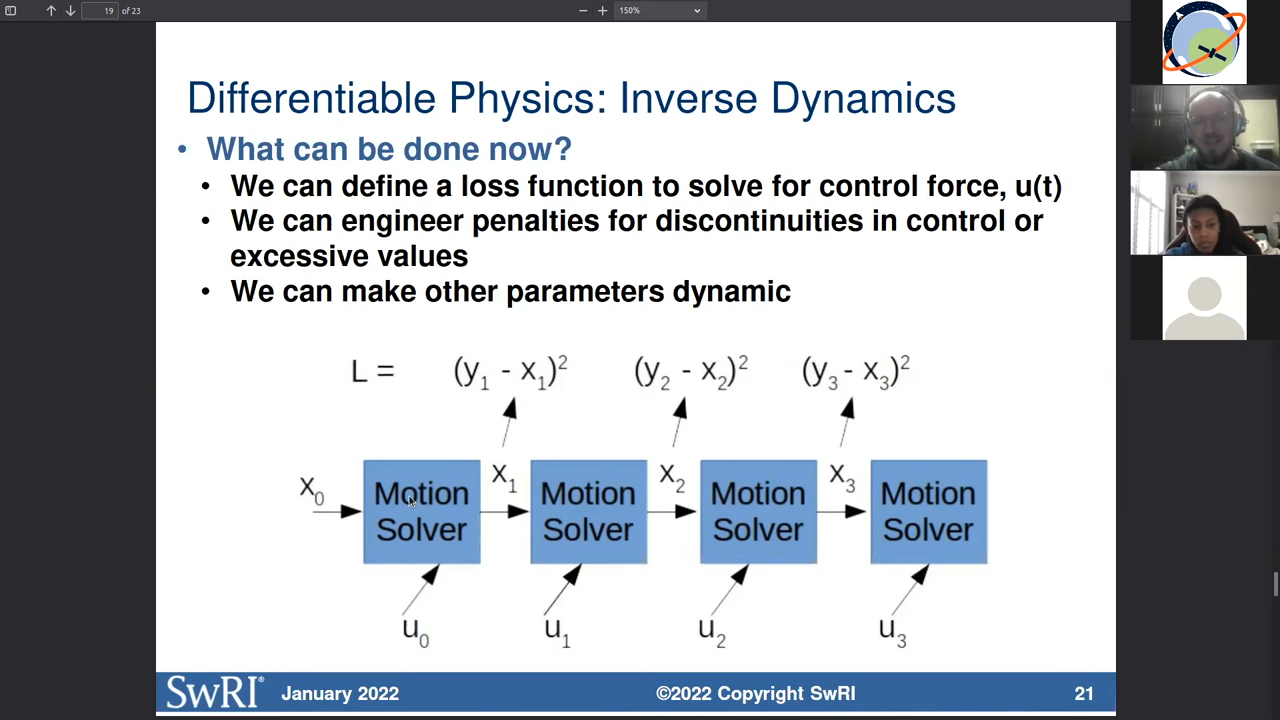 19 of 23
150%
Differentiable Physics: Inverse Dynamics
• What can be done now?
• We can define a loss function to solve for control force, u(t)
• We can engineer penalties for discontinuities in control or
excessive values
• We can make other parameters dynamic
L = (y₁ - x₁)² (y₂ - x₂)² (y₃ - x₃)²
x₀ x₁ x₂ x₃
Motion Motion Motion Motion
Solver Solver Solver Solver
u₀ u₁ u₂ u₃
SwRI® January 2022 ©2022 Copyright SwRI 21